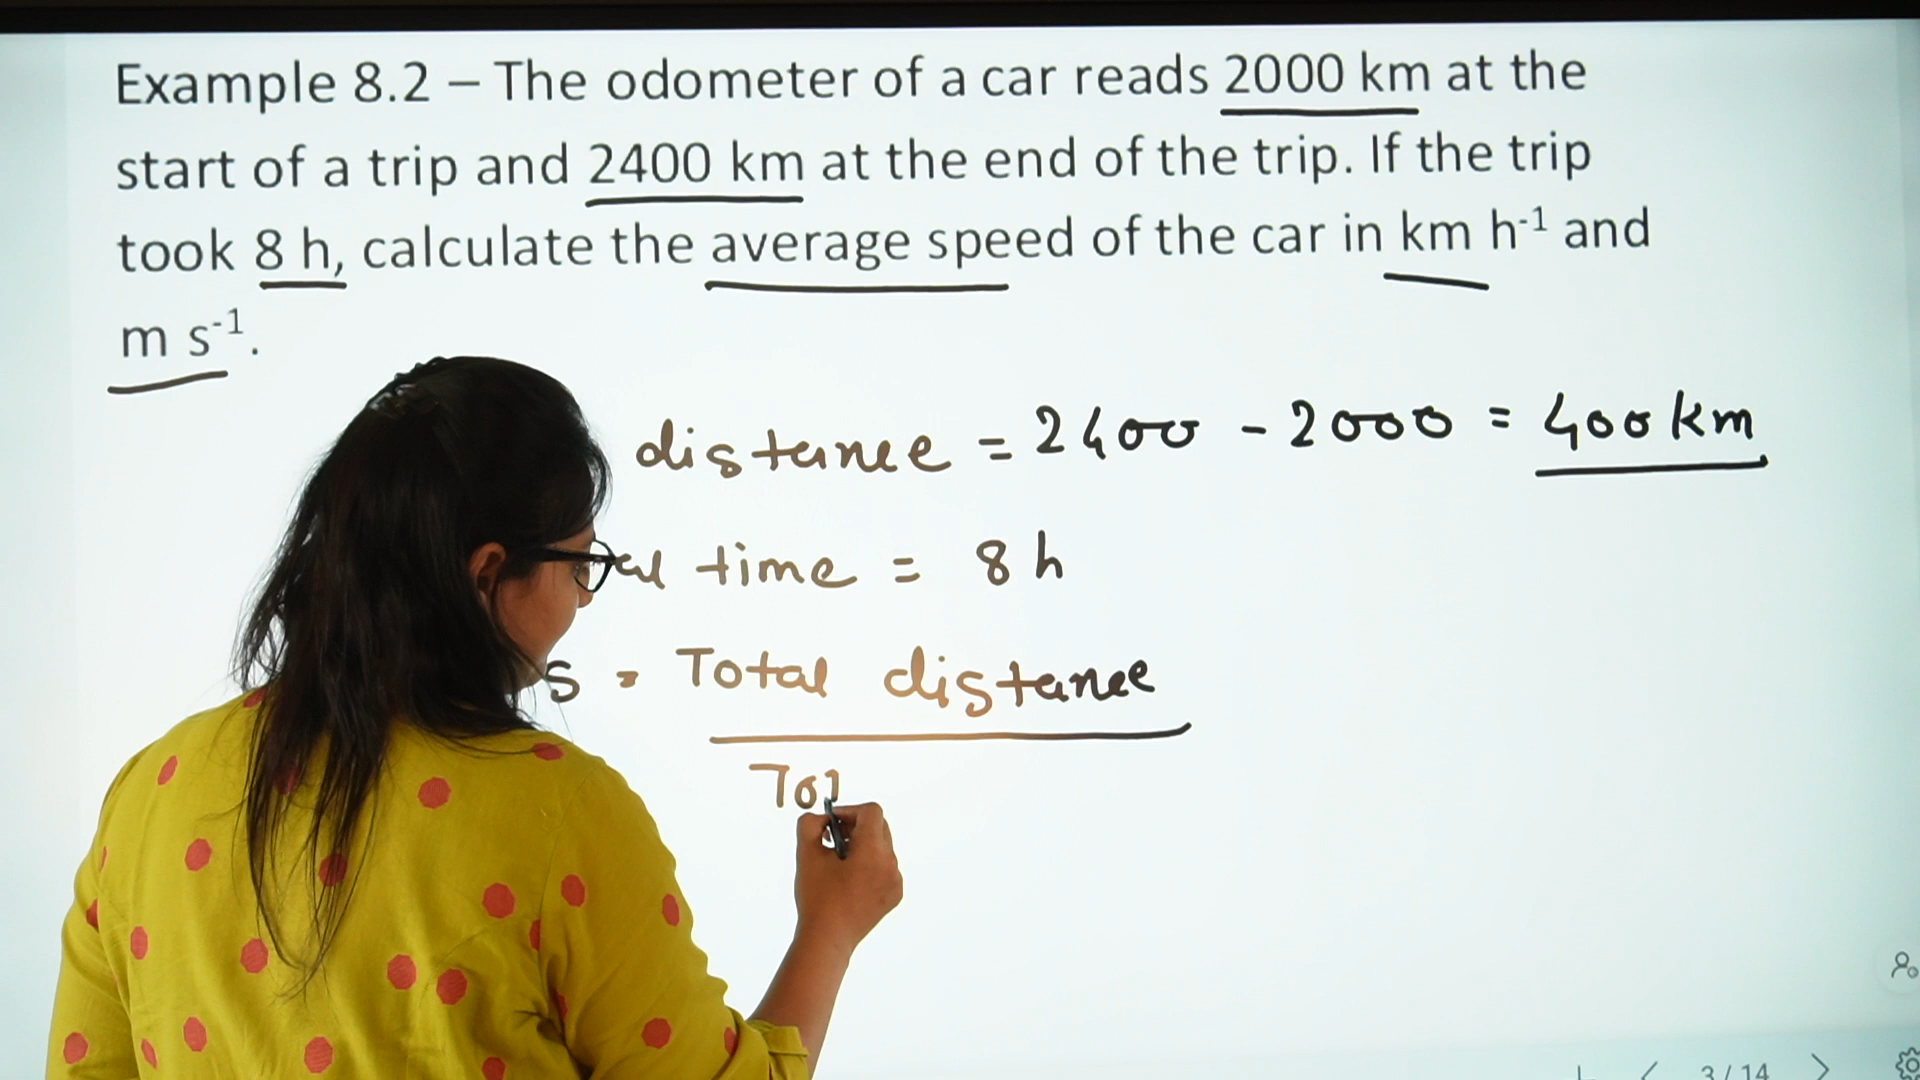 Example 8.2 – The odometer of a car reads 2000 km at the
start of a trip and 2400 km at the end of the trip. If the trip
took 8 h, calculate the average speed of the car in km h⁻¹ and
m s⁻¹.
distance = 2400 - 2000 = 400 km
time = 8 h
S = Total distance
3 / 14